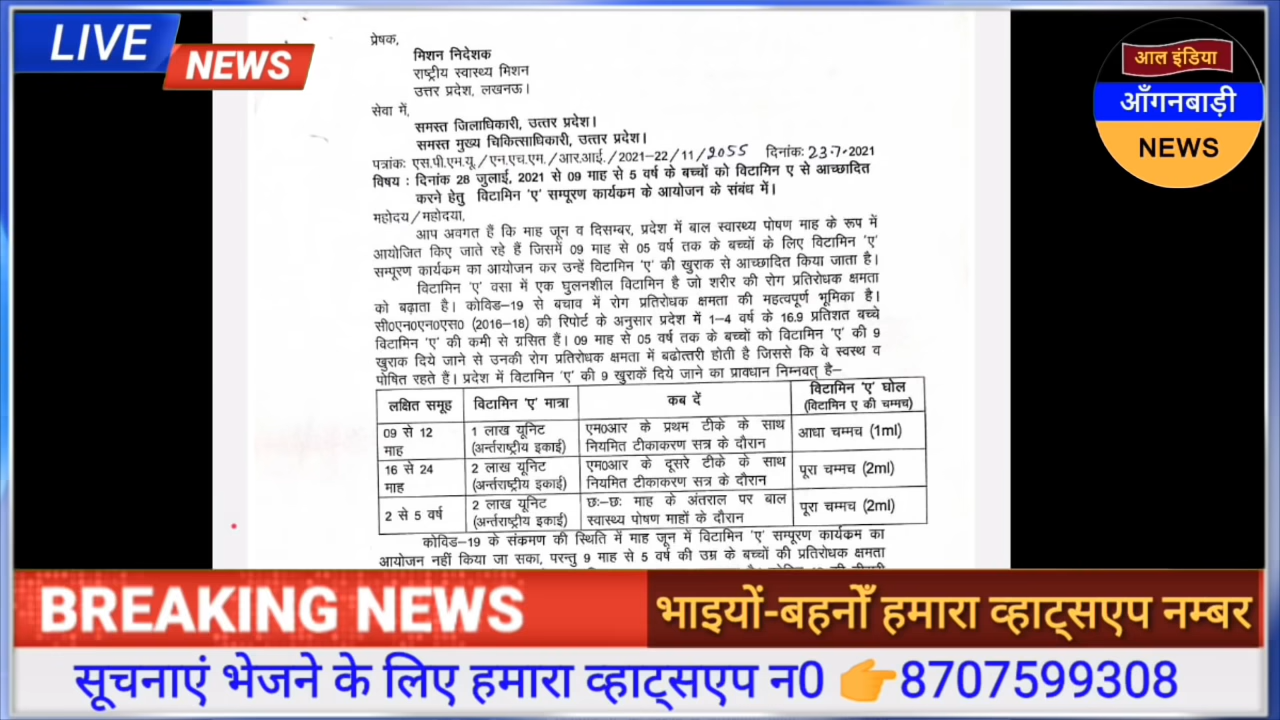 LIVE
NEWS
आल इंडिया
आँगनबाड़ी
NEWS
प्रेषक,
मिशन निदेशक
राष्ट्रीय स्वास्थ्य मिशन
उत्तर प्रदेश, लखनऊ।
सेवा में,
समस्त जिलाधिकारी, उत्तर प्रदेश।
समस्त मुख्य चिकित्साधिकारी, उत्तर प्रदेश।
पत्रांक: एस.पी.एम.यू./एन.एच.एम./आर.आई./2021-22/11/2055 दिनांक: 23.7.2021
विषय : दिनांक 28 जुलाई, 2021 से 09 माह से 5 वर्ष के बच्चों को विटामिन ए से आच्छादित
करने हेतु विटामिन 'ए' सम्पूरण कार्यकम के आयोजन के संबंध में।
महोदय/महोदया,
आप अवगत हैं कि माह जून व दिसम्बर, प्रदेश में बाल स्वास्थ्य पोषण माह के रूप में
आयोजित किए जाते रहे हैं जिसमें 09 माह से 05 वर्ष तक के बच्चों के लिए विटामिन 'ए'
सम्पूरण कार्यकम का आयोजन कर उन्हें विटामिन 'ए' की खुराक से आच्छादित किया जाता है।
विटामिन 'ए' वसा में एक घुलनशील विटामिन है जो शरीर की रोग प्रतिरोधक क्षमता
को बढ़ाता है। कोविड-19 से बचाव में रोग प्रतिरोधक क्षमता की महत्वपूर्ण भूमिका है।
सी0एन0एन0एस0 (2016-18) की रिपोर्ट के अनुसार प्रदेश में 1-4 वर्ष के 16.9 प्रतिशत बच्चे
विटामिन 'ए' की कमी से ग्रसित हैं। 09 माह से 05 वर्ष तक के बच्चों को विटामिन 'ए' की 9
खुराक दिये जाने से उनकी रोग प्रतिरोधक क्षमता में बढोत्तरी होती है जिससे कि वे स्वस्थ व
पोषित रहते हैं। प्रदेश में विटामिन 'ए' की 9 खुराकें दिये जाने का प्रावधान निम्नवत् है-
लक्षित समूह विटामिन 'ए' मात्रा कब दें विटामिन 'ए' घोल
(विटामिन ए की चम्मच)
09 से 12 1 लाख यूनिट एम0आर के प्रथम टीके के साथ आधा चम्मच (1ml)
माह (अर्न्तराष्ट्रीय इकाई) नियमित टीकाकरण सत्र के दौरान
16 से 24 2 लाख यूनिट एम0आर के दूसरे टीके के साथ पूरा चम्मच (2ml)
माह (अर्न्तराष्ट्रीय इकाई) नियमित टीकाकरण सत्र के दौरान
2 से 5 वर्ष 2 लाख यूनिट छः-छः माह के अंतराल पर बाल पूरा चम्मच (2ml)
(अर्न्तराष्ट्रीय इकाई) स्वास्थ्य पोषण माहों के दौरान
कोविड-19 के संकमण की स्थिति में माह जून में विटामिन 'ए' सम्पूरण कार्यकम का
आयोजन नहीं किया जा सका, परन्तु 9 माह से 5 वर्ष की उम्र के बच्चों की प्रतिरोधक क्षमता
BREAKING NEWS
भाइयों-बहनोँ हमारा व्हाट्सएप नम्बर
सूचनाएं भेजने के लिए हमारा व्हाट्सएप न0 👉8707599308